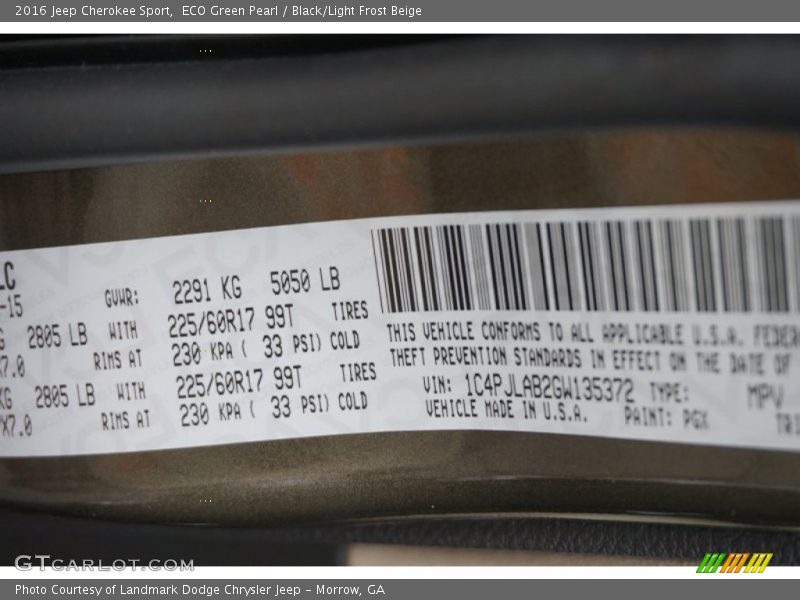 2016 Jeep Cherokee Sport, ECO Green Pearl / Black/Light Frost Beige
LC
-15
GVWR: 2291 KG 5050 LB
2805 LB WITH 225/60R17 99T TIRES
X7.0 RIMS AT 230 KPA ( 33 PSI) COLD
KG 2805 LB WITH 225/60R17 99T TIRES
X7.0 RIMS AT 230 KPA ( 33 PSI) COLD
THIS VEHICLE CONFORMS TO ALL APPLICABLE U.S.A. FEDER
THEFT PREVENTION STANDARDS IN EFFECT ON THE DATE OF
VIN: 1C4PJLAB2GW135372 TYPE: MPV
VEHICLE MADE IN U.S.A. PAINT: PGX TRI
GTCARLOT.COM
Photo Courtesy of Landmark Dodge Chrysler Jeep - Morrow, GA